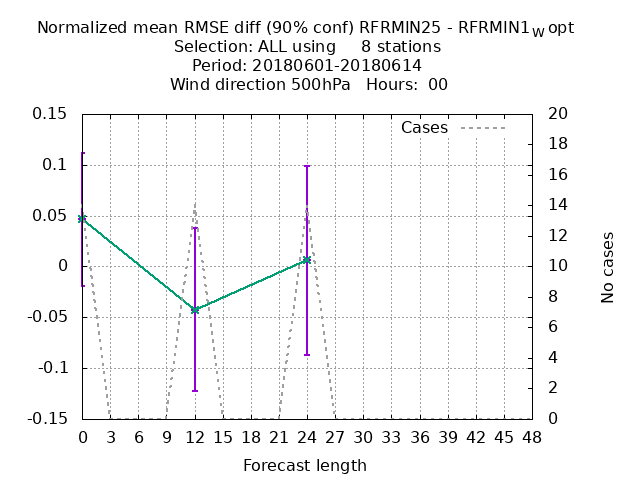 Normalized mean RMSE diff (90% conf) RFRMIN25 - RFRMIN1wopt
Selection: ALL using 8 stations
Period: 20180601-20180614
Wind direction 500hPa Hours: 00
Cases
0.15
0.1
0.05
0
-0.05
-0.1
-0.15
20
18
16
14
12
10
8
6
4
2
0
No cases
0 3 6 9 12 15 18 21 24 27 30 33 36 39 42 45 48
Forecast length